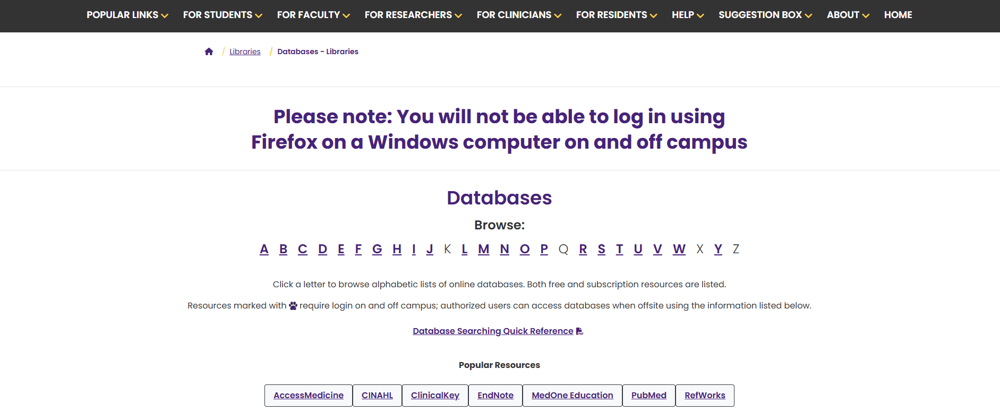 POPULAR LINKS FOR STUDENTS FOR FACULTY FOR RESEARCHERS FOR CLINICIANS FOR RESIDENTS HELP SUGGESTION BOX ABOUT HOME
/ Libraries / Databases - Libraries
Please note: You will not be able to log in using
Firefox on a Windows computer on and off campus
Databases
Browse:
A B C D E F G H I J K L M N O P Q R S T U V W X Y Z
Click a letter to browse alphabetic lists of online databases. Both free and subscription resources are listed.
Resources marked with require login on and off campus; authorized users can access databases when offsite using the information listed below.
Database Searching Quick Reference PDF
Popular Resources
AccessMedicine CINAHL ClinicalKey EndNote MedOne Education PubMed RefWorks